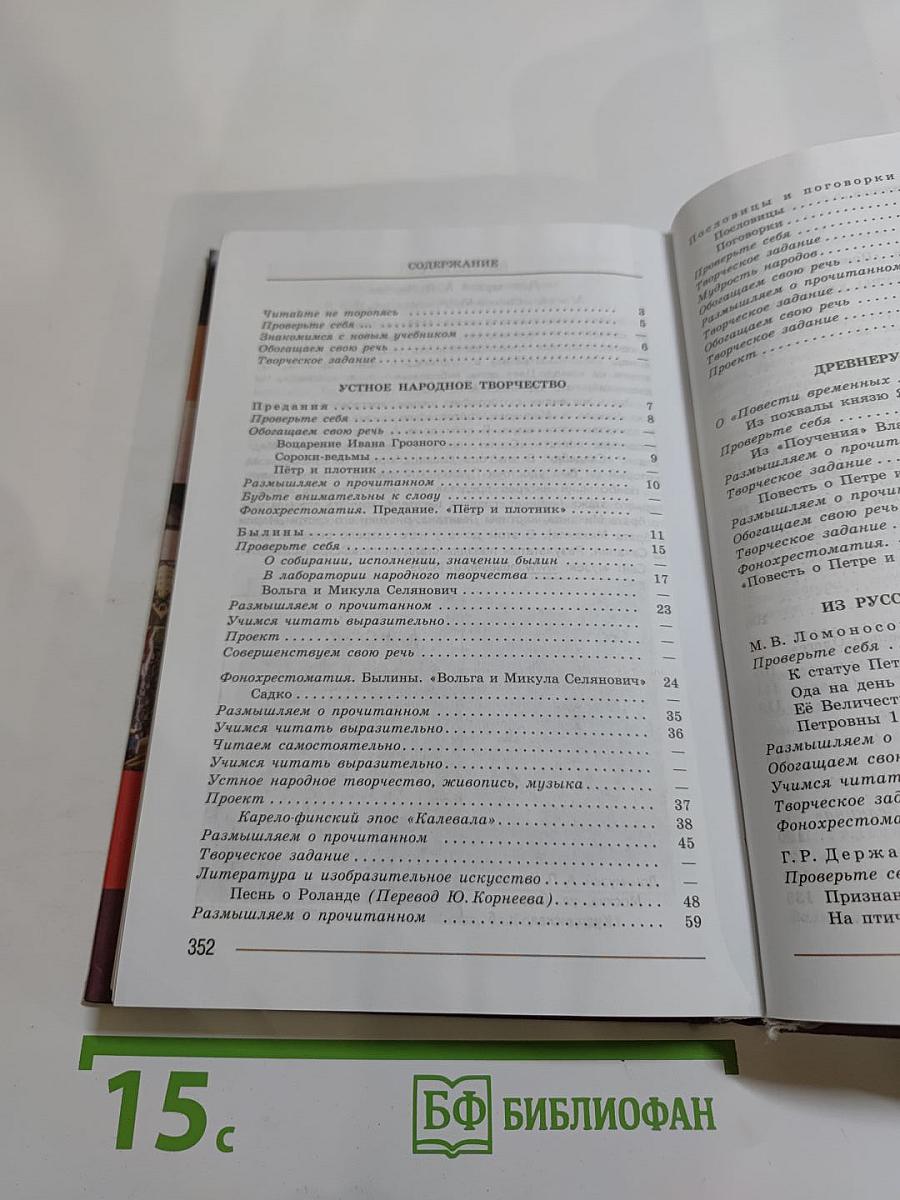 СОДЕРЖАНИЕ
Читайте не торопясь .......... 3
Проверьте себя ... .......... 5
Знакомимся с новым учебником .......... —
Обогащаем свою речь .......... 6
Творческое задание .......... —
УСТНОЕ НАРОДНОЕ ТВОРЧЕСТВО
Предания .......... 7
Проверьте себя .......... 8
Обогащаем свою речь .......... —
Воцарение Ивана Грозного .......... —
Сороки-ведьмы .......... 9
Пётр и плотник .......... —
Размышляем о прочитанном .......... 10
Будьте внимательны к слову .......... —
Фонохрестоматия. Предание. «Пётр и плотник» .......... —
Былины .......... 11
Проверьте себя .......... 15
О собирании, исполнении, значении былин .......... —
В лаборатории народного творчества .......... 17
Вольга и Микула Селянович .......... —
Размышляем о прочитанном .......... 23
Учимся читать выразительно .......... —
Проект .......... —
Совершенствуем свою речь .......... —
Фонохрестоматия. Былины. «Вольга и Микула Селянович» 24
Садко .......... —
Размышляем о прочитанном .......... 35
Учимся читать выразительно .......... 36
Читаем самостоятельно .......... —
Учимся читать выразительно .......... —
Устное народное творчество, живопись, музыка .......... —
Проект .......... 37
Карело-финский эпос «Калевала» .......... 38
Размышляем о прочитанном .......... 45
Творческое задание .......... —
Литература и изобразительное искусство .......... —
Песнь о Роланде (Перевод Ю. Корнеева) .......... 48
Размышляем о прочитанном .......... 59
352
Пословицы и поговорки
Пословицы ..........
Поговорки ..........
Проверьте себя ..........
Творческое задание ..........
Мудрость народов ..........
Обогащаем свою речь ..........
Размышляем о прочитанном
Творческое задание ..........
Обогащаем свою речь ..........
Творческое задание ..........
Проект ..........
ДРЕВНЕРУ
О «Повести временных
Из похвалы князю Я
Проверьте себя ..........
Из «Поучения» Вла
Размышляем о прочита
Творческое задание ..........
Повесть о Петре и
Размышляем о проч
Обогащаем свою речь
Творческое задание ..........
Фонохрестоматия.
«Повесть о Петре и
ИЗ РУСС
М. В. Ломоносо
Проверьте себя ..........
К статуе Пет
Ода на день
Её Величест
Петровны 1
Размышляем о
Обогащаем сво
Учимся читат
Творческое зад
Фонохрестома
Г. Р. Держа
Проверьте се
Признан
На птич
15 с
БФ БИБЛИОФАН